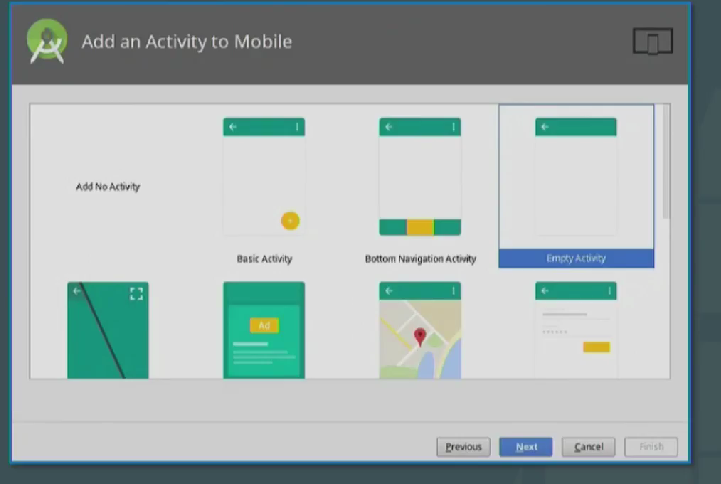 Add an Activity to Mobile
Add No Activity
Basic Activity
Bottom Navigation Activity
Empty Activity
Ad
Previous
Next
Cancel
Finish